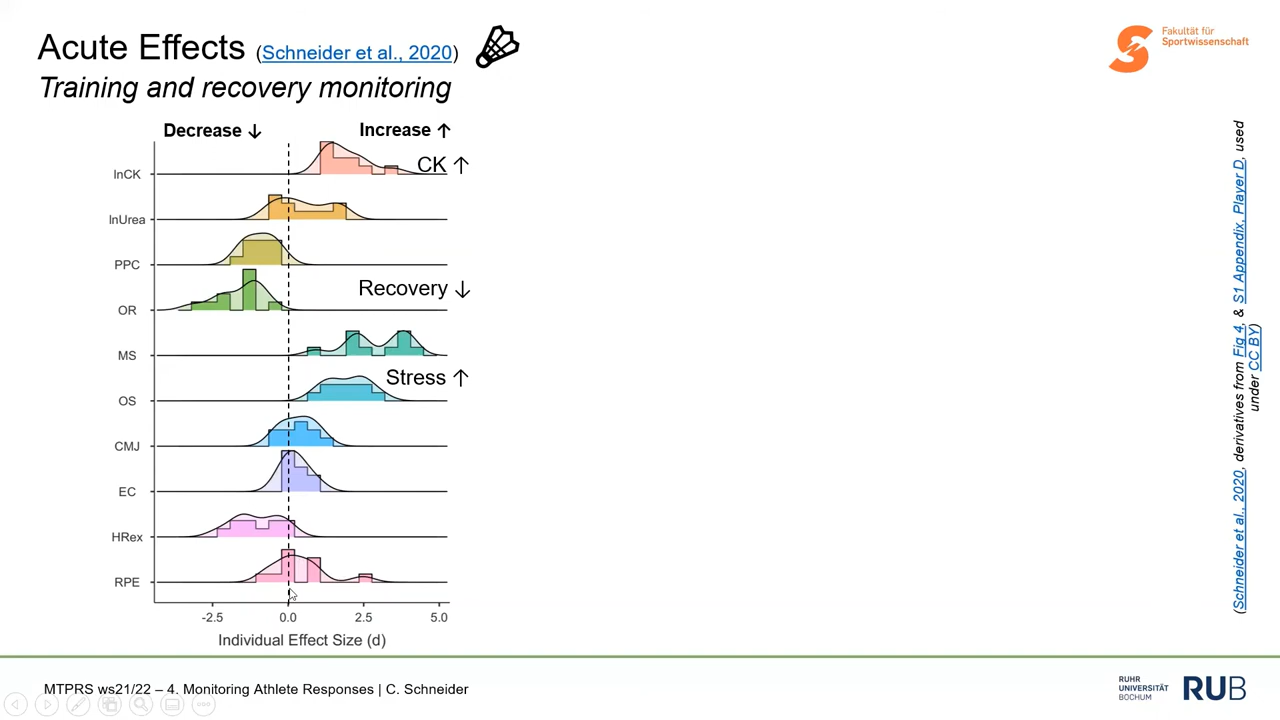 Acute Effects (Schneider et al., 2020)
Training and recovery monitoring
Fakultät für
Sportwissenschaft
Decrease ↓
Increase ↑
lnCK
CK ↑
lnUrea
PPC
OR
Recovery ↓
MS
OS
Stress ↑
CMJ
EC
HRex
RPE
-2.5 0.0 2.5 5.0
Individual Effect Size (d)
(Schneider et al., 2020, derivatives from Fig 4, & S1 Appendix, Player D, used
under CC BY)
MTPRS ws21/22 – 4. Monitoring Athlete Responses | C. Schneider
RUHR
UNIVERSITÄT
BOCHUM
RUB